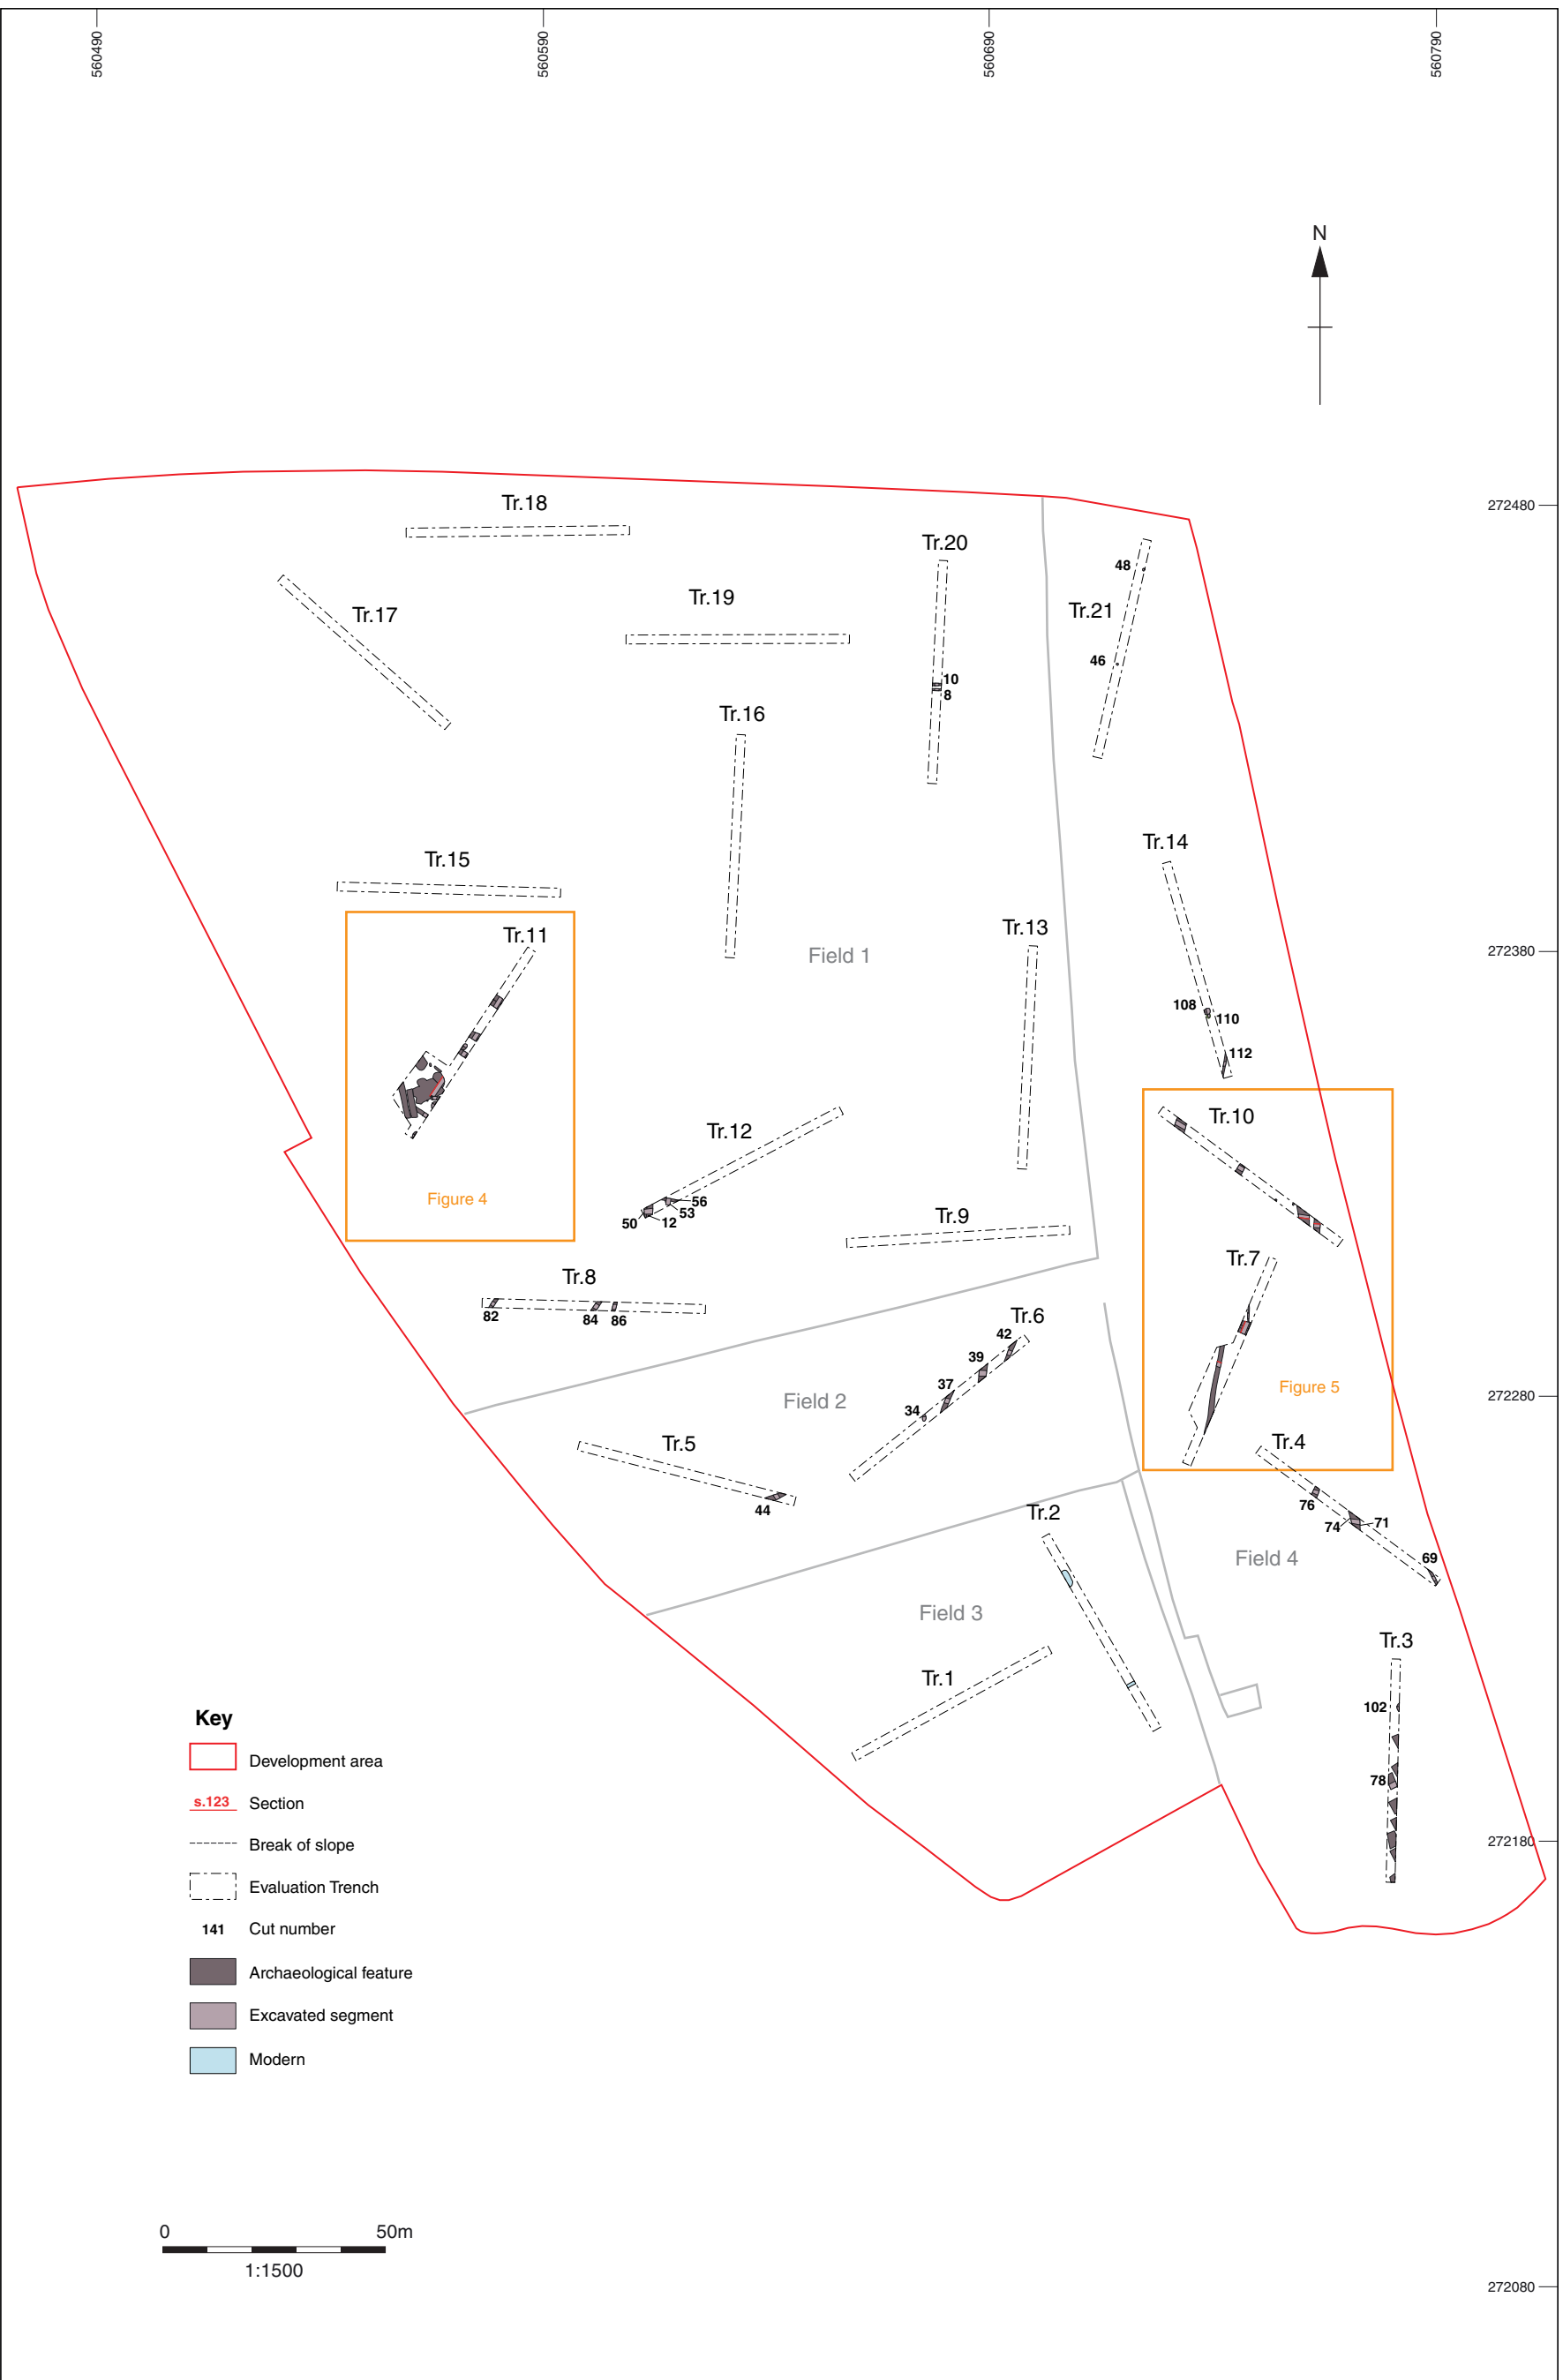 560490
560590
560690
560790
N
272480
Tr.18
Tr.20
48
Tr.17
Tr.19
Tr.21
46
10
8
Tr.16
Tr.14
Tr.15
Tr.11
Tr.13
272380
Field 1
108
110
112
Tr.10
Tr.12
Figure 4
56
53
50
12
Tr.9
Tr.7
Tr.8
82
84
86
Tr.6
42
39
37
34
Figure 5
272280
Field 2
Tr.5
44
Tr.4
76
74
71
69
Tr.2
Field 4
Field 3
Tr.1
Tr.3
102
78
272180
Key
Development area
s.123 Section
Break of slope
Evaluation Trench
141 Cut number
Archaeological feature
Excavated segment
Modern
0 50m
1:1500
272080